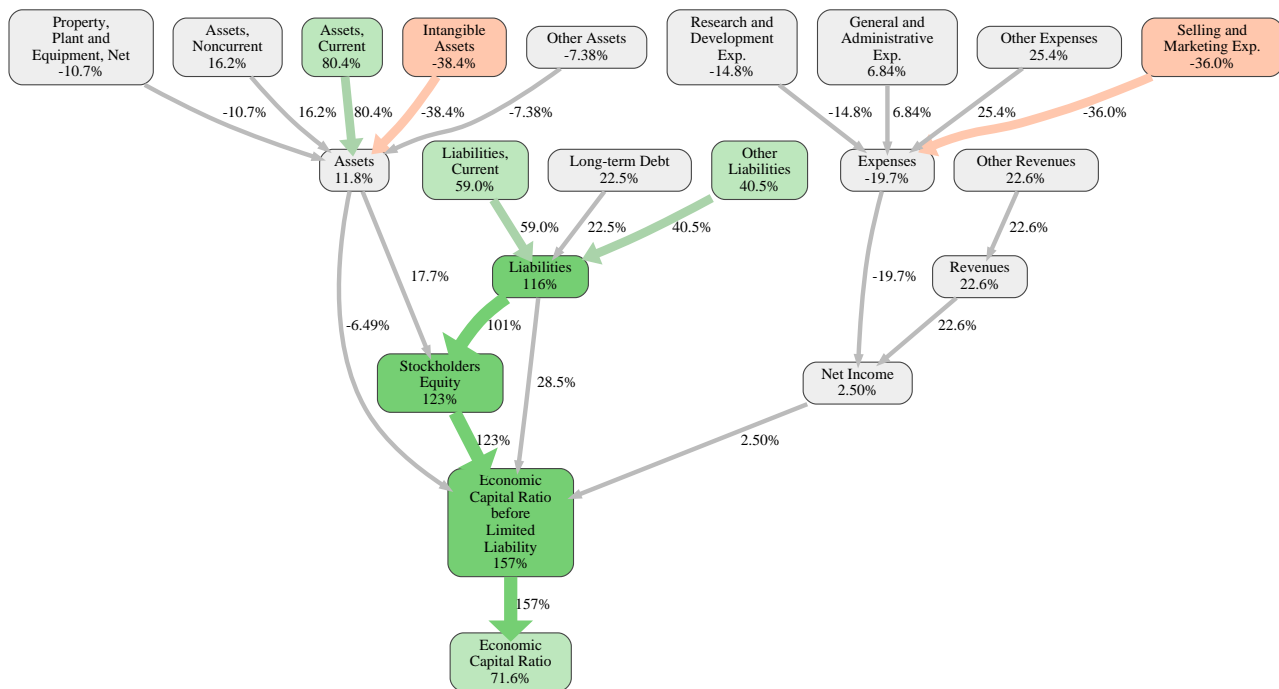 Property,
Plant and
Equipment, Net
-10.7%
Assets,
Noncurrent
16.2%
Assets,
Current
80.4%
Intangible
Assets
-38.4%
Other Assets
-7.38%
Research and
Development
Exp.
-14.8%
General and
Administrative
Exp.
6.84%
Other Expenses
25.4%
Selling and
Marketing Exp.
-36.0%
-10.7%
16.2%
80.4%
-38.4%
-7.38%
-14.8%
6.84%
25.4%
-36.0%
Assets
11.8%
Liabilities,
Current
59.0%
Long-term Debt
22.5%
Other
Liabilities
40.5%
Expenses
-19.7%
Other Revenues
22.6%
59.0%
22.5%
40.5%
22.6%
17.7%
Liabilities
116%
-19.7%
Revenues
22.6%
-6.49%
101%
22.6%
Stockholders
Equity
123%
28.5%
Net Income
2.50%
123%
2.50%
Economic
Capital Ratio
before
Limited
Liability
157%
157%
Economic
Capital Ratio
71.6%